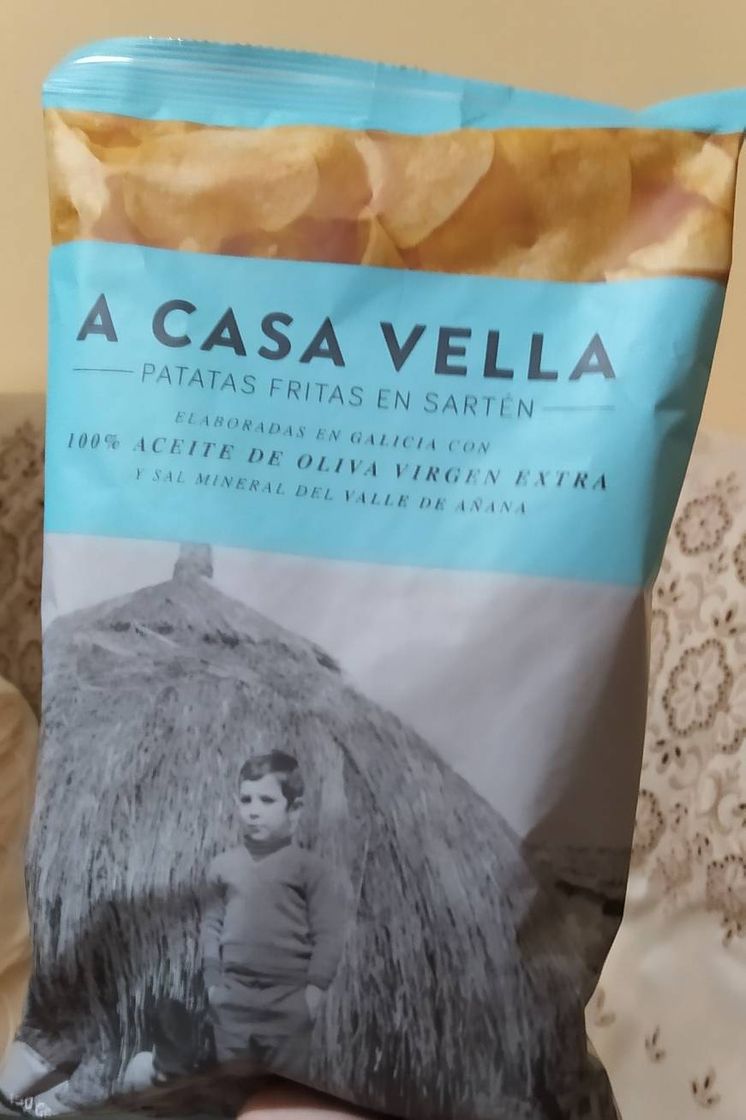 A CASA VELLA
PATATAS FRITAS EN SARTÉN
ELABORADAS EN GALICIA CON
100% ACEITE DE OLIVA VIRGEN EXTRA
Y SAL MINERAL DEL VALLE DE AÑANA